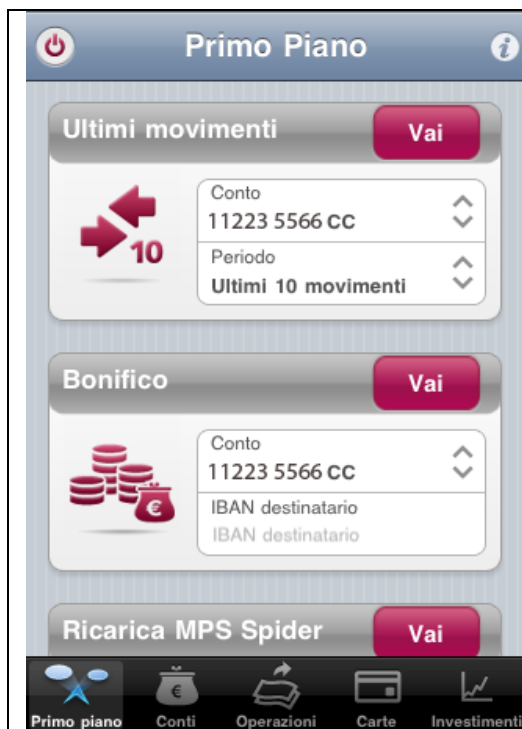 Primo Piano
Ultimi movimenti
Vai
Conto
11223 5566 CC
10
Periodo
Ultimi 10 movimenti
Bonifico
Vai
Conto
11223 5566 CC
€
IBAN destinatario
IBAN destinatario
Ricarica MPS Spider
Vai
€
Primo piano Conti Operazioni Carte Investimenti